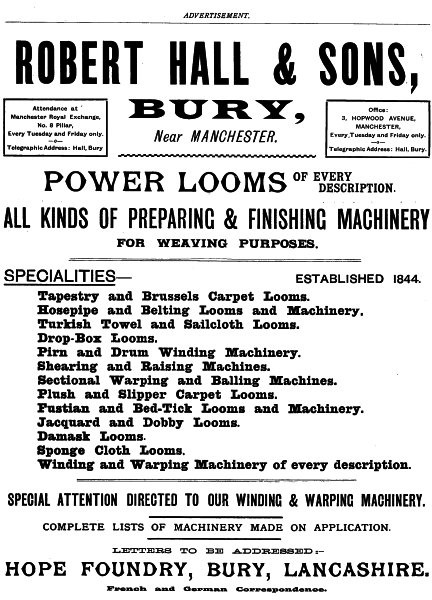 ADVERTISEMENT.
ROBERT HALL & SONS,
BURY,
Near MANCHESTER.
Attendance at
Manchester Royal Exchange,
No. 8 Pillar,
Every Tuesday and Friday only.
—o—
Telegraphic Address: Hall, Bury
Office:
3, HOPWOOD AVENUE,
MANCHESTER,
Every Tuesday and Friday only.
—o—
Telegraphic Address: Hall, Bury.
POWER LOOMS OF EVERY DESCRIPTION.
ALL KINDS OF PREPARING & FINISHING MACHINERY
FOR WEAVING PURPOSES.
SPECIALITIES—
ESTABLISHED 1844.
Tapestry and Brussels Carpet Looms.
Hosepipe and Belting Looms and Machinery.
Turkish Towel and Sailcloth Looms.
Drop-Box Looms.
Pirn and Drum Winding Machinery.
Shearing and Raising Machines.
Sectional Warping and Balling Machines.
Plush and Slipper Carpet Looms.
Fustian and Bed-Tick Looms and Machinery.
Jacquard and Dobby Looms.
Damask Looms.
Sponge Cloth Looms.
Winding and Warping Machinery of every description.
SPECIAL ATTENTION DIRECTED TO OUR WINDING & WARPING MACHINERY.
COMPLETE LISTS OF MACHINERY MADE ON APPLICATION.
LETTERS TO BE ADDRESSED:-
HOPE FOUNDRY, BURY, LANCASHIRE.
French and German Correspondence.